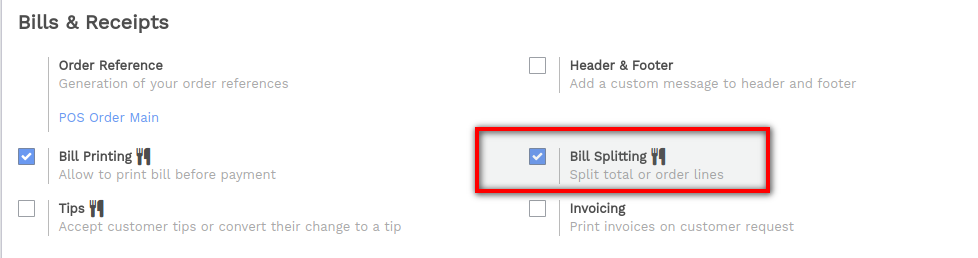 Bills & Receipts
Order Reference
Generation of your order references
POS Order Main
Header & Footer
Add a custom message to header and footer
Bill Printing
Allow to print bill before payment
Bill Splitting
Split total or order lines
Tips
Accept customer tips or convert their change to a tip
Invoicing
Print invoices on customer request